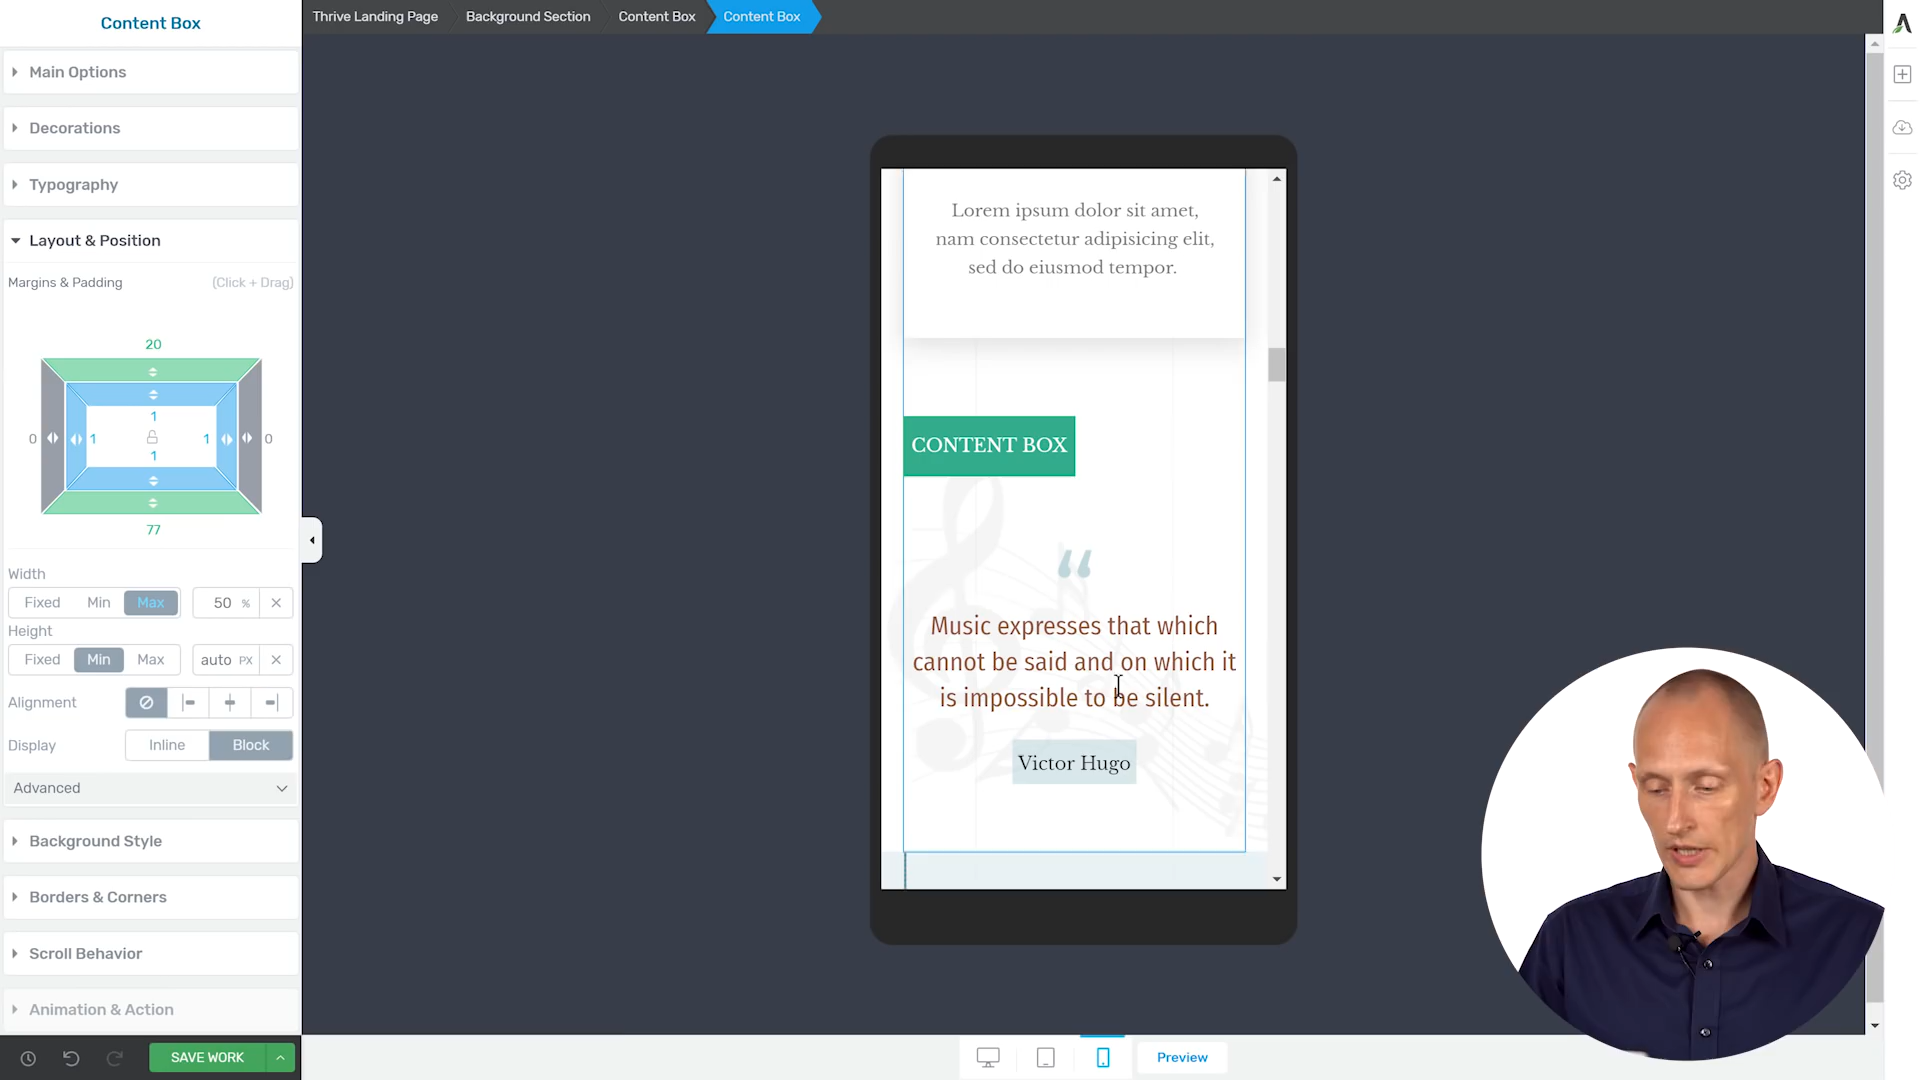 Content Box
Thrive Landing Page
Background Section
Content Box
Content Box
Main Options
Decorations
Typography
Layout & Position
Margins & Padding
(Click + Drag)
20
1
0
1
1
0
1
77
Width
Fixed
Min
Max
50 %
Height
Fixed
Min
Max
auto PX
Alignment
Display
Inline
Block
Advanced
Background Style
Borders & Corners
Scroll Behavior
Animation & Action
SAVE WORK
Lorem ipsum dolor sit amet,
nam consectetur adipisicing elit,
sed do eiusmod tempor.
CONTENT BOX
“
Music expresses that which
cannot be said and on which it
is impossible to be silent.
Victor Hugo
Preview